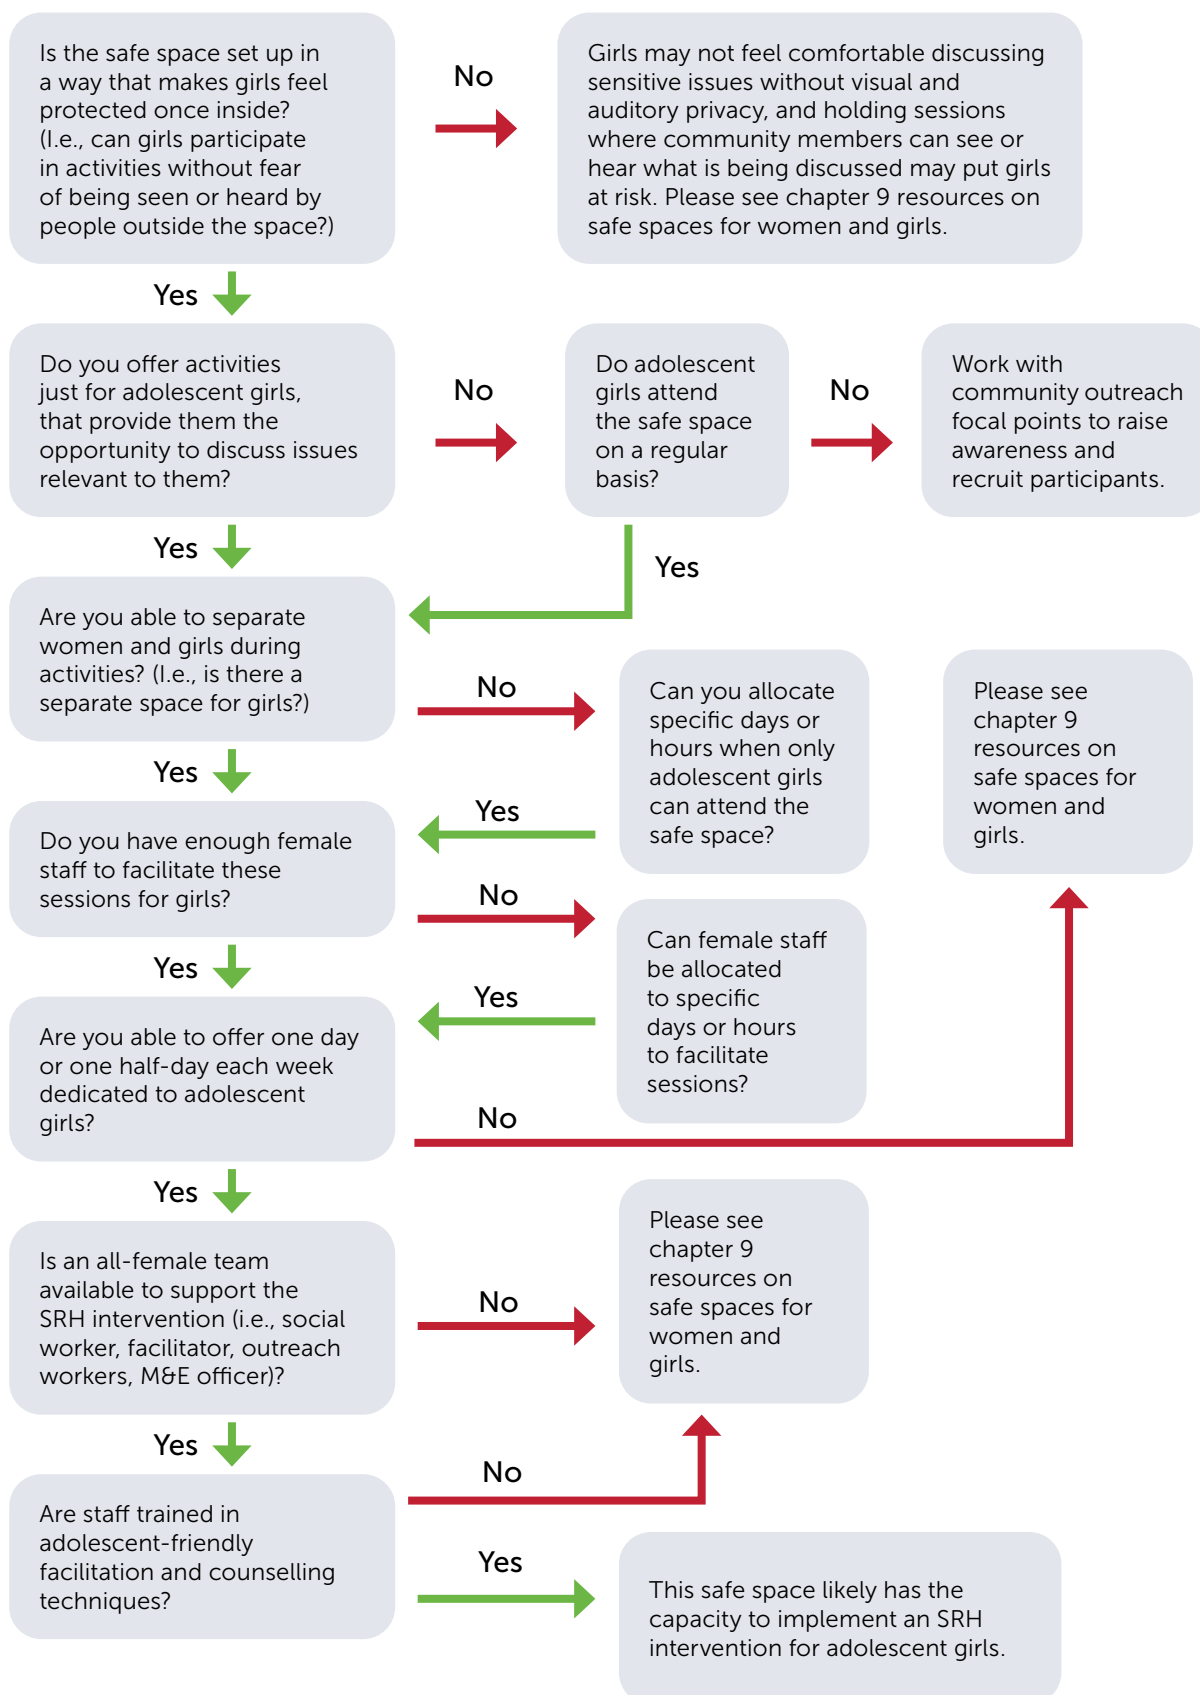 Is the safe space set up in
a way that makes girls feel
protected once inside?
(I.e., can girls participate
in activities without fear
of being seen or heard by
people outside the space?)
No
Girls may not feel comfortable discussing
sensitive issues without visual and
auditory privacy, and holding sessions
where community members can see or
hear what is being discussed may put girls
at risk. Please see chapter 9 resources on
safe spaces for women and girls.
Yes
Do you offer activities
just for adolescent girls,
that provide them the
opportunity to discuss issues
relevant to them?
No
Do adolescent
girls attend
the safe space
on a regular
basis?
No
Work with
community outreach
focal points to raise
awareness and
recruit participants.
Yes
Yes
Are you able to separate
women and girls during
activities? (I.e., is there a
separate space for girls?)
No
Can you allocate
specific days or
hours when only
adolescent girls
can attend the
safe space?
Please see
chapter 9
resources on
safe spaces for
women and
girls.
Yes
Yes
Do you have enough female
staff to facilitate these
sessions for girls?
No
Can female staff
be allocated
to specific
days or hours
to facilitate
sessions?
Yes
Yes
Are you able to offer one day
or one half-day each week
dedicated to adolescent
girls?
No
Yes
Is an all-female team
available to support the
SRH intervention (i.e., social
worker, facilitator, outreach
workers, M&E officer)?
No
Please see
chapter 9
resources on
safe spaces for
women and
girls.
Yes
Are staff trained in
adolescent-friendly
facilitation and counselling
techniques?
No
Yes
This safe space likely has the
capacity to implement an SRH
intervention for adolescent girls.